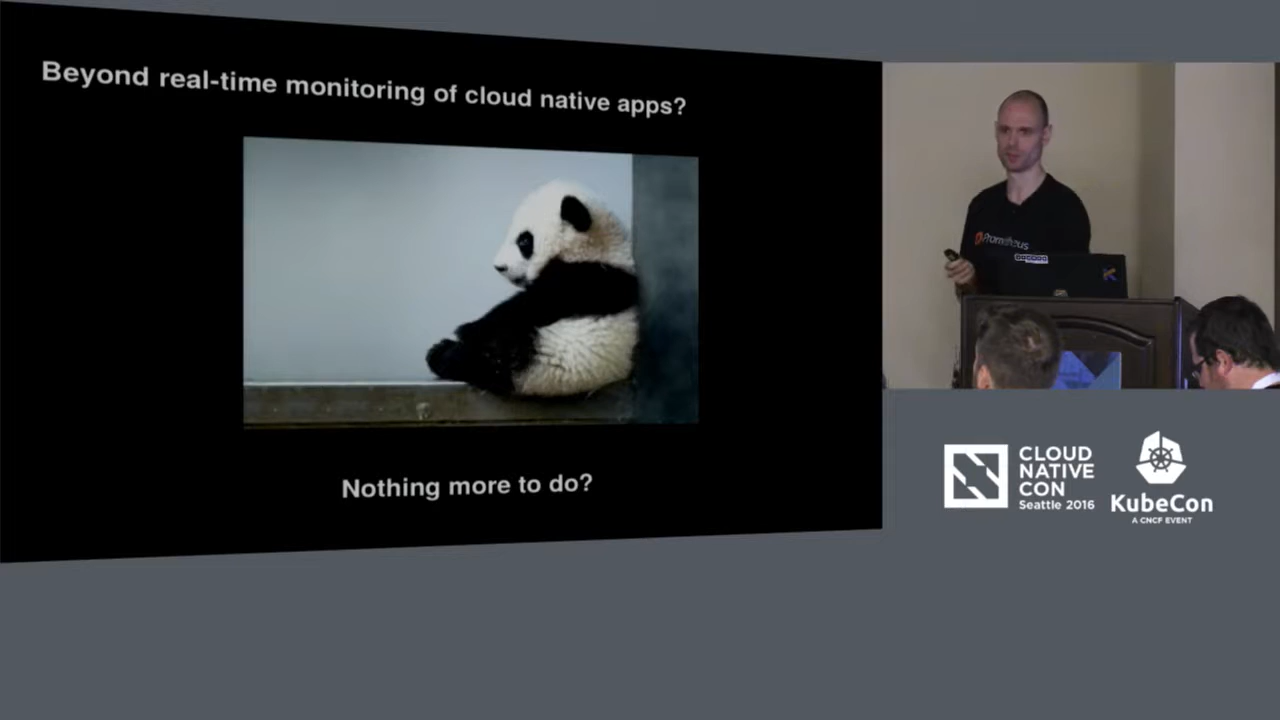 Beyond real-time monitoring of cloud native apps?
Nothing more to do?
Prometheus
CLOUD
NATIVE
CON
Seattle 2016
KubeCon
A CNCF EVENT